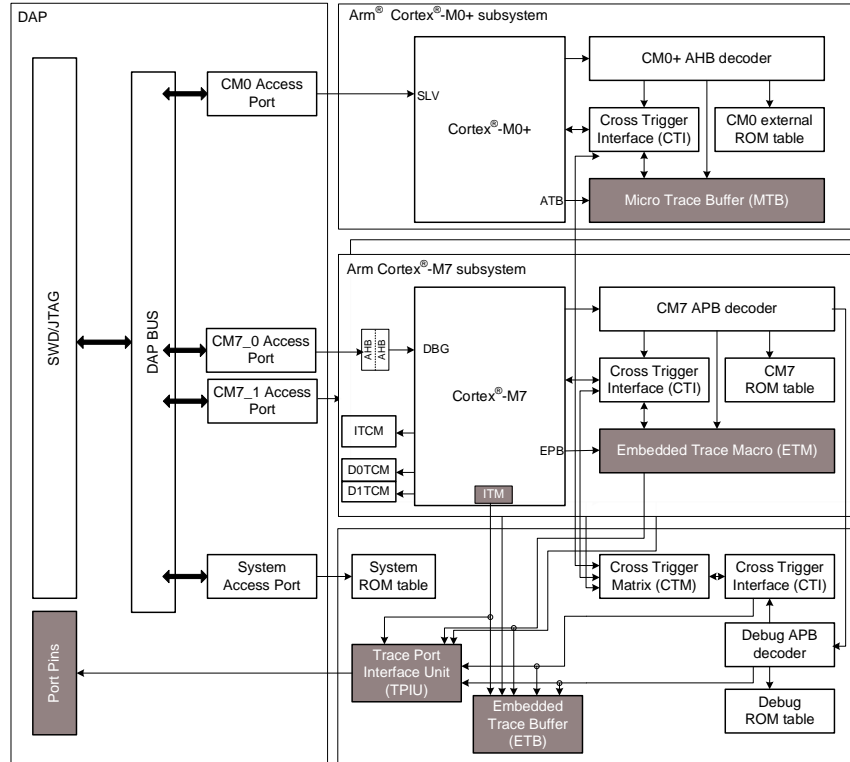 DAP
SWD/JTAG
DAP BUS
Port Pins
CM0 Access
Port
CM7_0 Access
Port
CM7_1 Access
Port
System
Access Port
System
ROM table
Arm® Cortex®-M0+ subsystem
SLV
Cortex®-M0+
ATB
CM0+ AHB decoder
Cross Trigger
Interface (CTI)
CM0 external
ROM table
Micro Trace Buffer (MTB)
Arm Cortex®-M7 subsystem
AHB
AHB
DBG
Cortex®-M7
EPB
ITM
ITCM
D0TCM
D1TCM
CM7 APB decoder
Cross Trigger
Interface (CTI)
CM7
ROM table
Embedded Trace Macro (ETM)
Cross Trigger
Matrix (CTM)
Cross Trigger
Interface (CTI)
Debug APB
decoder
Debug
ROM table
Trace Port
Interface Unit
(TPIU)
Embedded
Trace Buffer
(ETB)